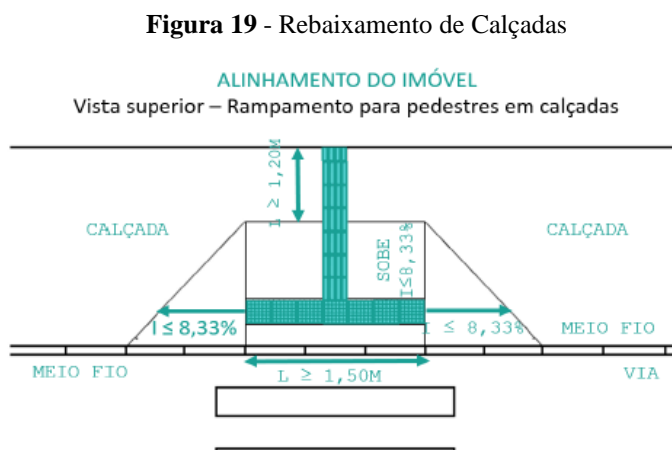 Figura 19 - Rebaixamento de Calçadas
ALINHAMENTO DO IMÓVEL
Vista superior – Rampamento para pedestres em calçadas
L ≥ 1,20M
CALÇADA
SOBE
I≤8,33%
CALÇADA
I ≤ 8,33%
I ≤ 8,33%
MEIO FIO
MEIO FIO
L ≥ 1,50M
VIA